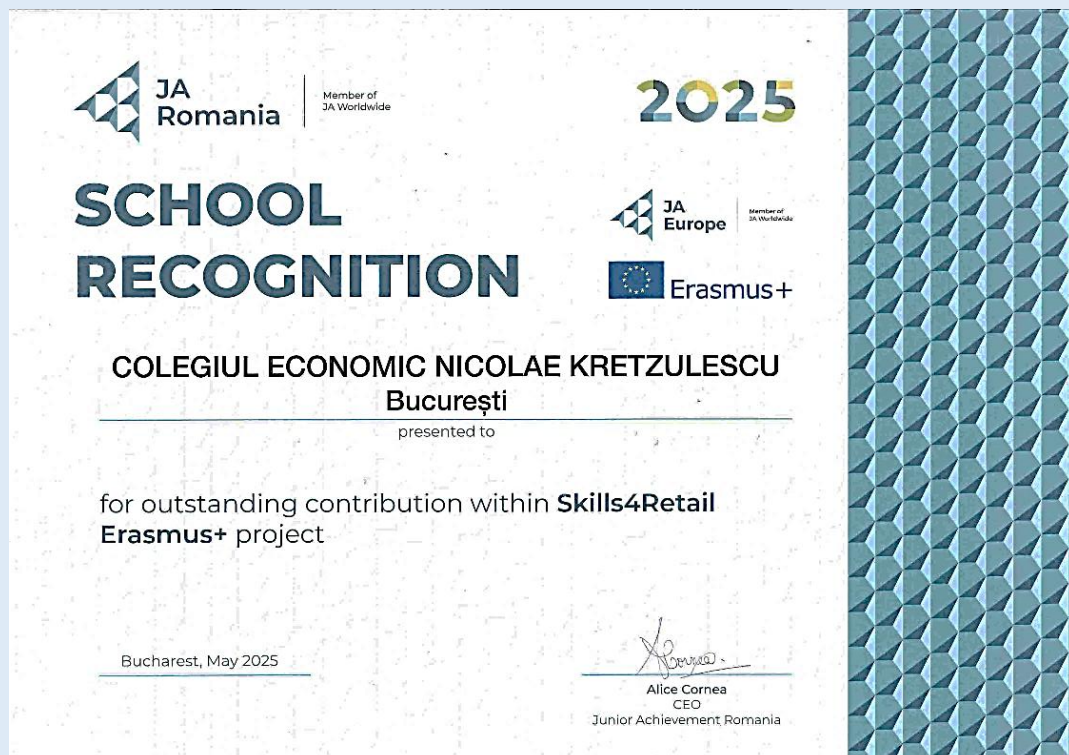 JA
Romania
Member of
JA Worldwide
2025
SCHOOL
RECOGNITION
JA
Europe
Member of
JA Worldwide
Erasmus+
COLEGIUL ECONOMIC NICOLAE KRETZULESCU
București
presented to
for outstanding contribution within Skills4Retail
Erasmus+ project
Bucharest, May 2025
Alice Cornea
CEO
Junior Achievement Romania